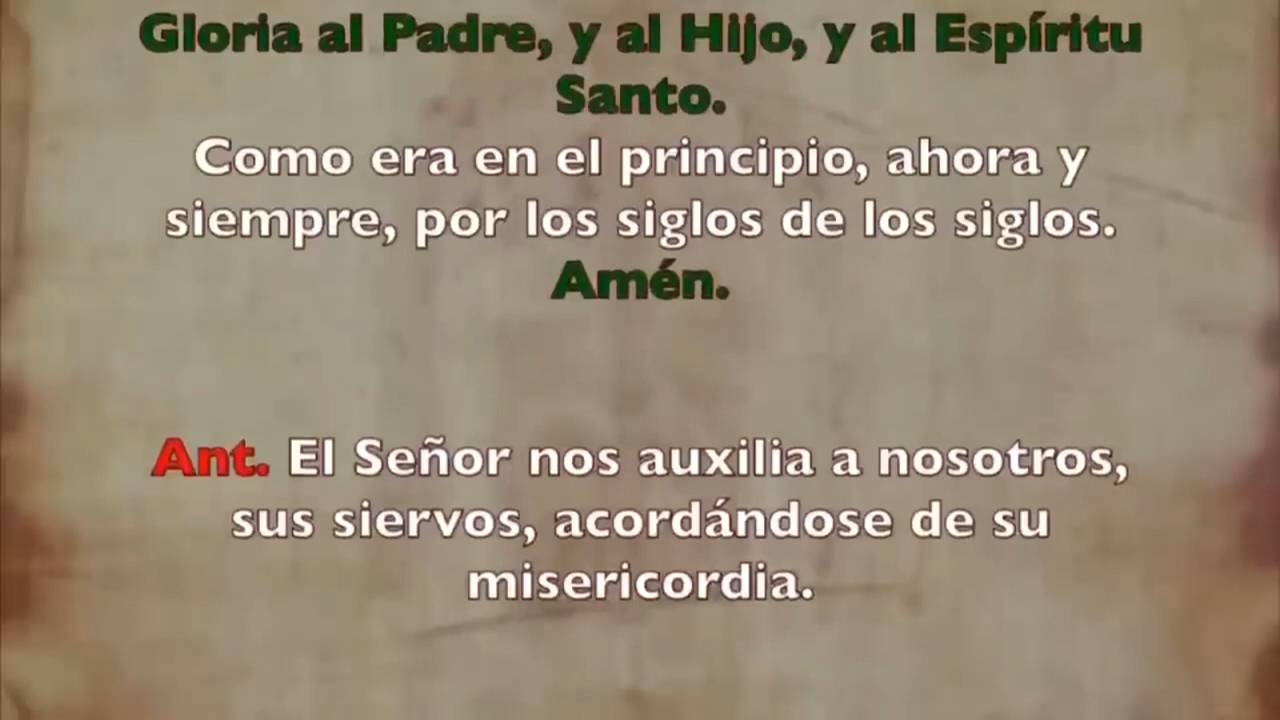 Gloria al Padre, y al Hijo, y al Espíritu
Santo.
Como era en el principio, ahora y
siempre, por los siglos de los siglos.
Amén.
Ant. El Señor nos auxilia a nosotros,
sus siervos, acordándose de su
misericordia.